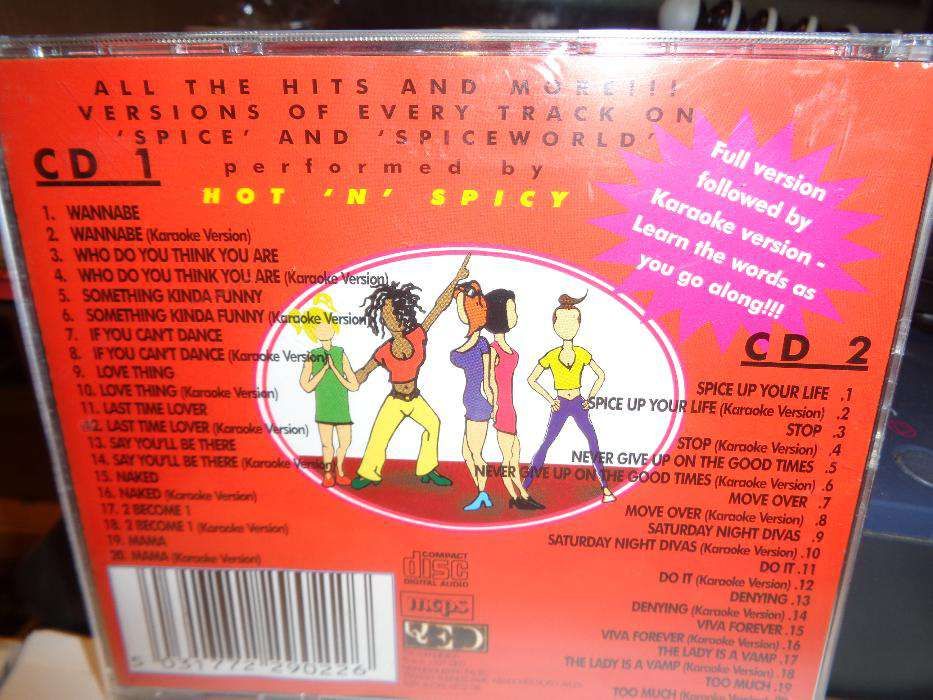 ALL THE HITS AND MORE!!!
VERSIONS OF EVERY TRACK ON
'SPICE' AND 'SPICEWORLD'
performed by
HOT 'N' SPICY
Full version
followed by
Karaoke version -
Learn the words as
you go along!!!
CD 1
1. WANNABE
2. WANNABE (Karaoke Version)
3. WHO DO YOU THINK YOU ARE
4. WHO DO YOU THINK YOU ARE (Karaoke Version)
5. SOMETHING KINDA FUNNY
6. SOMETHING KINDA FUNNY (Karaoke Version)
7. IF YOU CAN'T DANCE
8. IF YOU CAN'T DANCE (Karaoke Version)
9. LOVE THING
10. LOVE THING (Karaoke Version)
11. LAST TIME LOVER
12. LAST TIME LOVER (Karaoke Version)
13. SAY YOU'LL BE THERE
14. SAY YOU'LL BE THERE (Karaoke Version)
15. NAKED
16. NAKED (Karaoke Version)
17. 2 BECOME 1
18. 2 BECOME 1 (Karaoke Version)
19. MAMA
20. MAMA (Karaoke Version)
CD 2
SPICE UP YOUR LIFE .1
SPICE UP YOUR LIFE (Karaoke Version) .2
STOP .3
STOP (Karaoke Version) .4
NEVER GIVE UP ON THE GOOD TIMES .5
NEVER GIVE UP ON THE GOOD TIMES (Karaoke Version) .6
MOVE OVER .7
MOVE OVER (Karaoke Version) .8
SATURDAY NIGHT DIVAS .9
SATURDAY NIGHT DIVAS (Karaoke Version) .10
DO IT .11
DO IT (Karaoke Version) .12
DENYING .13
DENYING (Karaoke Version) .14
VIVA FOREVER .15
VIVA FOREVER (Karaoke Version) .16
THE LADY IS A VAMP .17
THE LADY IS A VAMP (Karaoke Version) .18
TOO MUCH .19
TOO MUCH (Karaoke Version)
COMPACT
disc
DIGITAL AUDIO
mcps
5 031772 290226